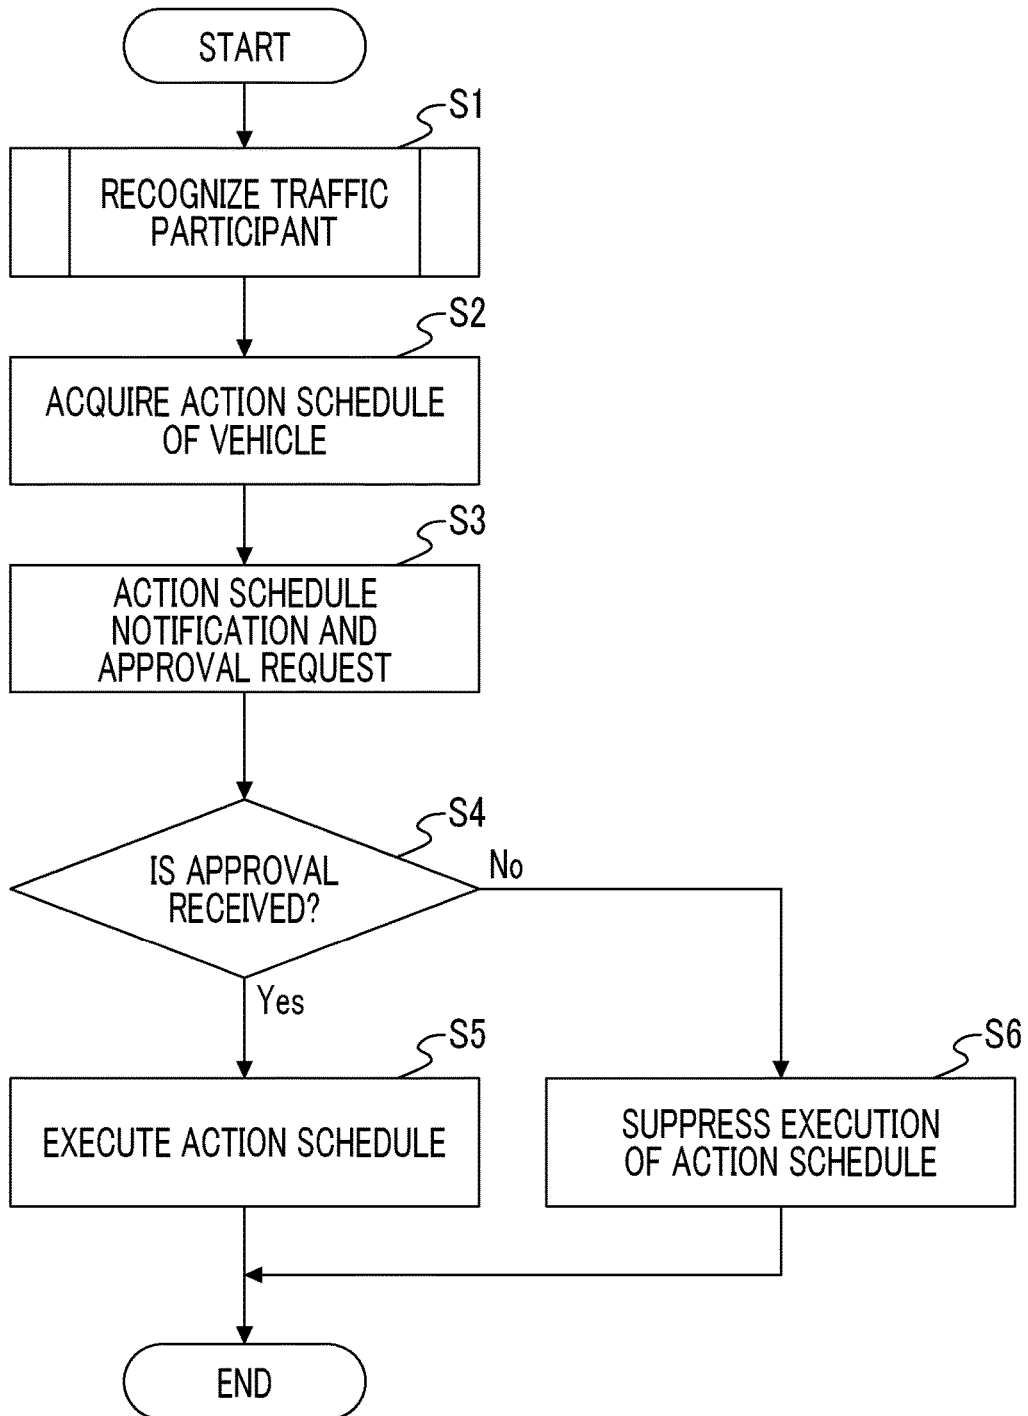 START
S1
RECOGNIZE TRAFFIC
PARTICIPANT
S2
ACQUIRE ACTION SCHEDULE
OF VEHICLE
S3
ACTION SCHEDULE
NOTIFICATION AND
APPROVAL REQUEST
S4
IS APPROVAL
RECEIVED?
No
Yes
S5
EXECUTE ACTION SCHEDULE
S6
SUPPRESS EXECUTION
OF ACTION SCHEDULE
END